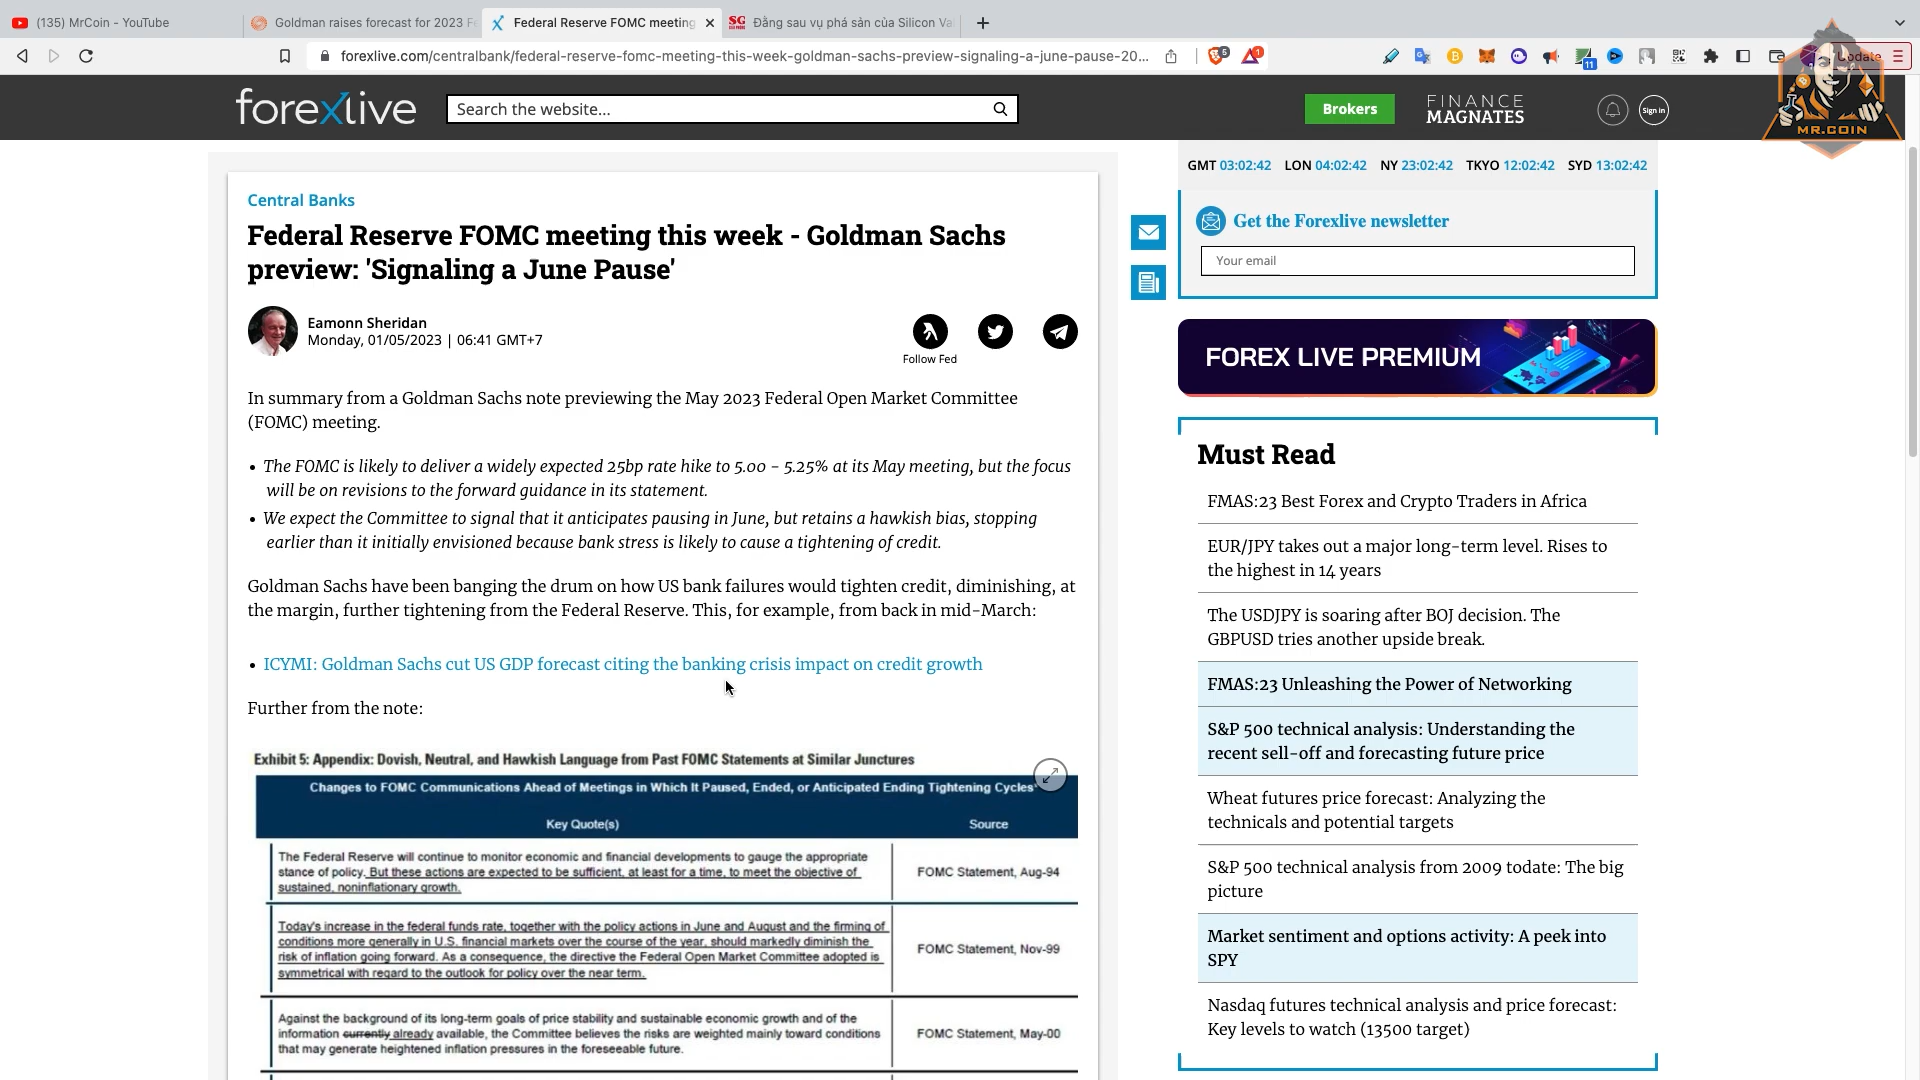 (135) MrCoin - YouTube
Goldman raises forecast for 2023 F
Federal Reserve FOMC meeting
Đằng sau vụ phá sản của Silicon Va
forexlive.com/centralbank/federal-reserve-fomc-meeting-this-week-goldman-sachs-preview-signaling-a-june-pause-20...
5
1
11
Update
forexlive
Search the website...
Brokers
FINANCE
MAGNATES
Sign in
MR.COIN
GMT 03:02:42 LON 04:02:42 NY 23:02:42 TKYO 12:02:42 SYD 13:02:42
Central Banks
Federal Reserve FOMC meeting this week - Goldman Sachs
preview: 'Signaling a June Pause'
Eamonn Sheridan
Monday, 01/05/2023 | 06:41 GMT+7
Follow Fed
In summary from a Goldman Sachs note previewing the May 2023 Federal Open Market Committee
(FOMC) meeting.
• The FOMC is likely to deliver a widely expected 25bp rate hike to 5.00 - 5.25% at its May meeting, but the focus
will be on revisions to the forward guidance in its statement.
• We expect the Committee to signal that it anticipates pausing in June, but retains a hawkish bias, stopping
earlier than it initially envisioned because bank stress is likely to cause a tightening of credit.
Goldman Sachs have been banging the drum on how US bank failures would tighten credit, diminishing, at
the margin, further tightening from the Federal Reserve. This, for example, from back in mid-March:
• ICYMI: Goldman Sachs cut US GDP forecast citing the banking crisis impact on credit growth
Further from the note:
Exhibit 5: Appendix: Dovish, Neutral, and Hawkish Language from Past FOMC Statements at Similar Junctures
Changes to FOMC Communications Ahead of Meetings in Which It Paused, Ended, or Anticipated Ending Tightening Cycles
Key Quote(s) Source
The Federal Reserve will continue to monitor economic and financial developments to gauge the appropriate
stance of policy. But these actions are expected to be sufficient, at least for a time, to meet the objective of
sustained, noninflationary growth.
FOMC Statement, Aug-94
Today's increase in the federal funds rate, together with the policy actions in June and August and the firming of
conditions more generally in U.S. financial markets over the course of the year, should markedly diminish the
risk of inflation going forward. As a consequence, the directive the Federal Open Market Committee adopted is
symmetrical with regard to the outlook for policy over the near term.
FOMC Statement, Nov-99
Against the background of its long-term goals of price stability and sustainable economic growth and of the
information currently already available, the Committee believes the risks are weighted mainly toward conditions
that may generate heightened inflation pressures in the foreseeable future.
FOMC Statement, May-00
Get the Forexlive newsletter
Your email
FOREX LIVE PREMIUM
Must Read
FMAS:23 Best Forex and Crypto Traders in Africa
EUR/JPY takes out a major long-term level. Rises to
the highest in 14 years
The USDJPY is soaring after BOJ decision. The
GBPUSD tries another upside break.
FMAS:23 Unleashing the Power of Networking
S&P 500 technical analysis: Understanding the
recent sell-off and forecasting future price
Wheat futures price forecast: Analyzing the
technicals and potential targets
S&P 500 technical analysis from 2009 todate: The big
picture
Market sentiment and options activity: A peek into
SPY
Nasdaq futures technical analysis and price forecast:
Key levels to watch (13500 target)